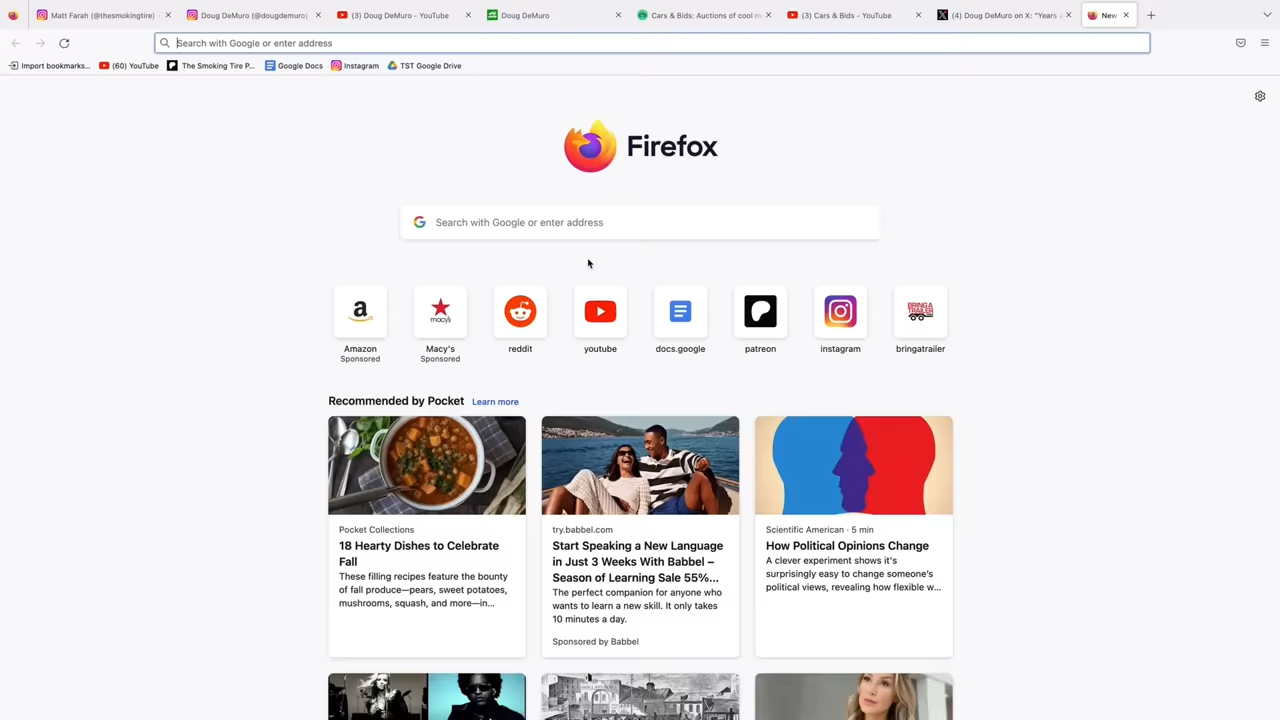 Matt Farah (@thesmokingtire) •
Doug DeMuro (@dougdemuro)
(3) Doug DeMuro - YouTube
Doug DeMuro
Cars & Bids: Auctions of cool m
(3) Cars & Bids - YouTube
(4) Doug DeMuro on X: "Years a
New
Search with Google or enter address
Import bookmarks...
(60) YouTube
The Smoking Tire P...
Google Docs
Instagram
TST Google Drive
Firefox
Search with Google or enter address
a
macys
BRING A
TRAILER
Amazon
Sponsored
Macy's
Sponsored
reddit
youtube
docs.google
patreon
instagram
bringatrailer
Recommended by Pocket Learn more
Pocket Collections
18 Hearty Dishes to Celebrate
Fall
These filling recipes feature the bounty
of fall produce—pears, sweet potatoes,
mushrooms, squash, and more—in...
try.babbel.com
Start Speaking a New Language
in Just 3 Weeks With Babbel –
Season of Learning Sale 55%...
The perfect companion for anyone who
wants to learn a new skill. It only takes
10 minutes a day.
Sponsored by Babbel
Scientific American · 5 min
How Political Opinions Change
A clever experiment shows it's
surprisingly easy to change someone's
political views, revealing how flexible w...